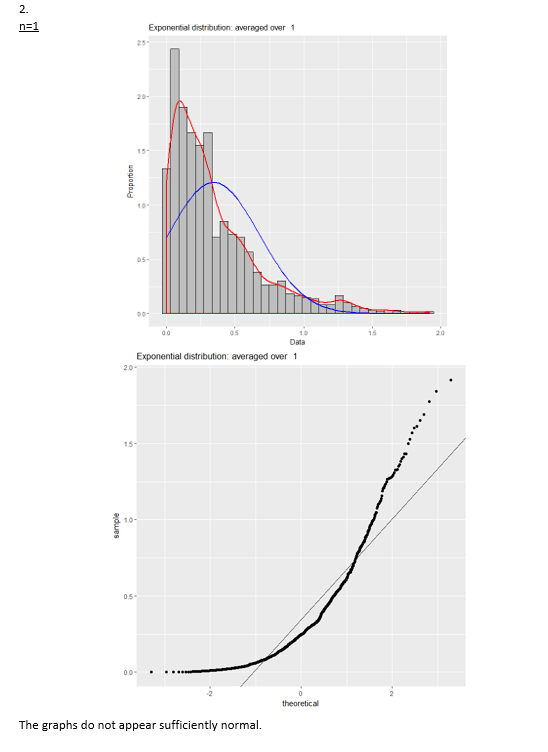 2.
n=1
Exponential distribution: averaged over 1
2.5
2.0
1.5
1.0
0.5
0.0
Proportion
0.0 0.5 1.0 1.5 2.0
Data
Exponential distribution: averaged over 1
2.0
1.5
1.0
0.5
0.0
sample
-2 0 2
theoretical
The graphs do not appear sufficiently normal.